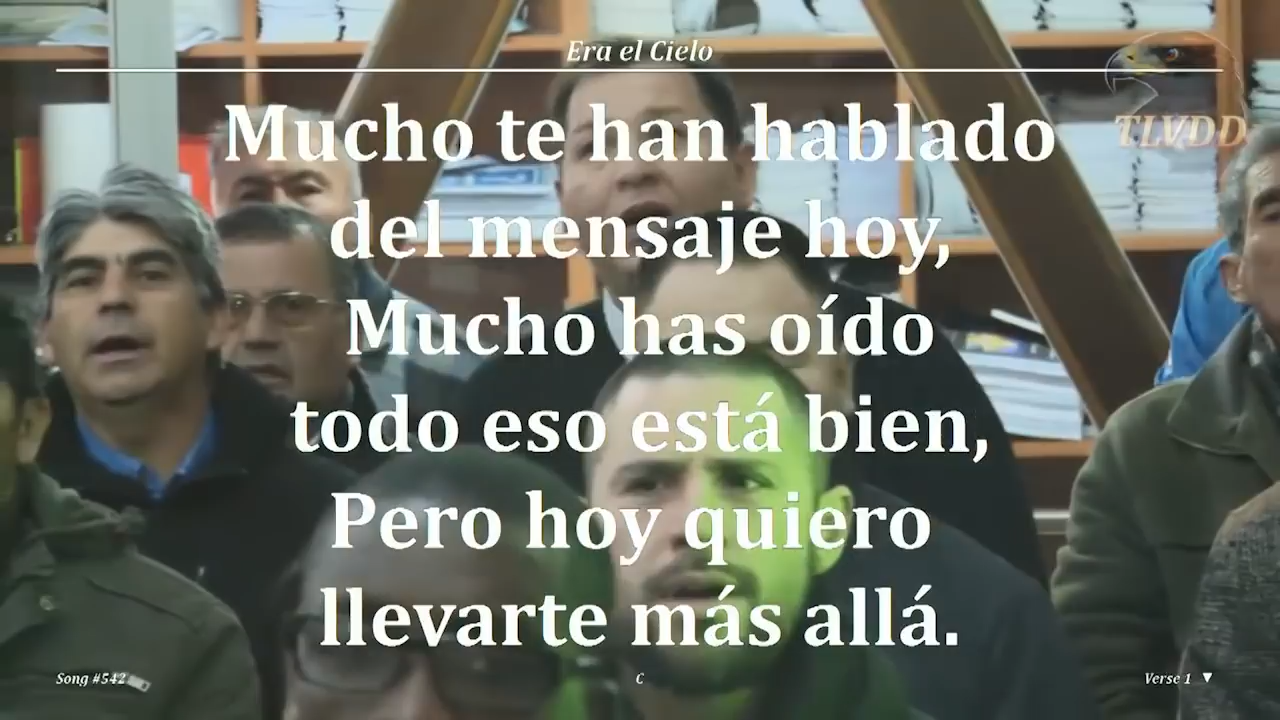 Era el Cielo
TLVDD
Mucho te han hablado
del mensaje hoy,
Mucho has oído
todo eso está bien,
Pero hoy quiero
llevarte más allá.
Song #542
C
Verse 1 ▼